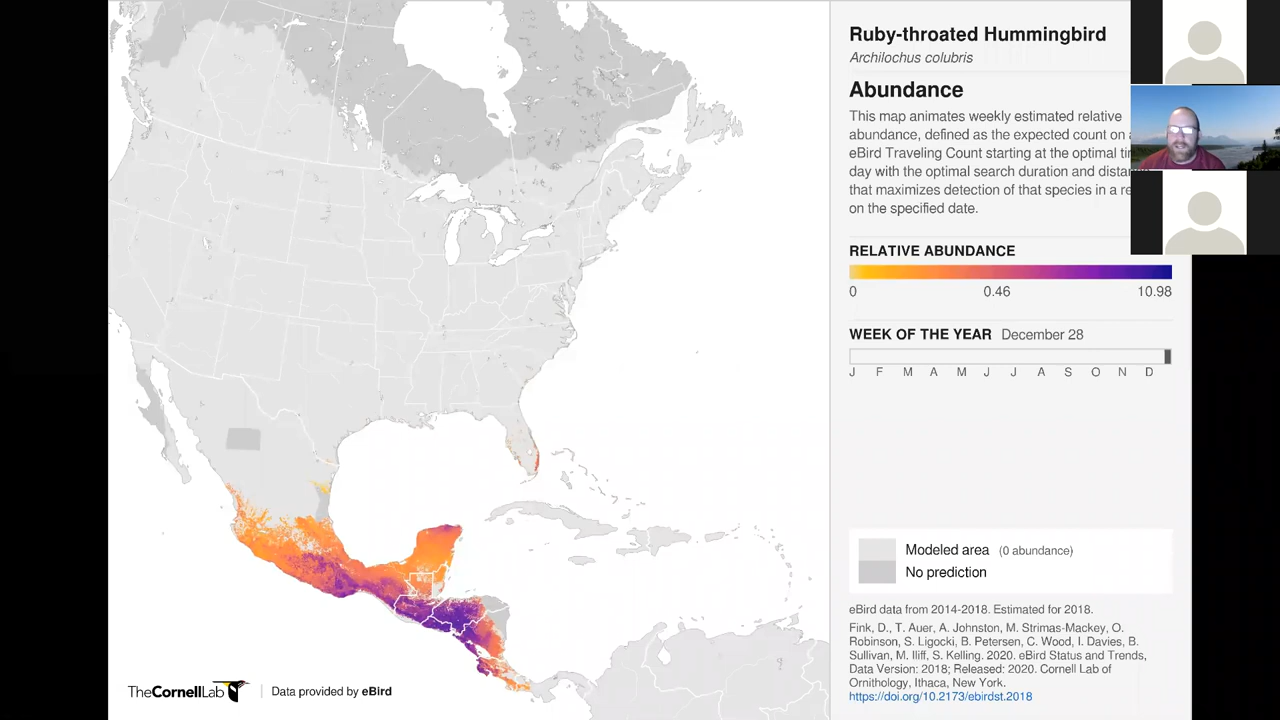 Ruby-throated Hummingbird
Archilochus colubris
Abundance
This map animates weekly estimated relative
abundance, defined as the expected count on
eBird Traveling Count starting at the optimal
day with the optimal search duration and
that maximizes detection of that species in a
on the specified date.
RELATIVE ABUNDANCE
0 0.46 10.98
WEEK OF THE YEAR December 28
J F M A M J J A S O N D
Modeled area (0 abundance)
No prediction
eBird data from 2014-2018. Estimated for 2018.
Fink, D., T. Auer, A. Johnston, M. Strimas-Mackey, O.
Robinson, S. Ligocki, B. Petersen, C. Wood, I. Davies, B.
Sullivan, M. Iliff, S. Kelling. 2020. eBird Status and Trends,
Data Version: 2018; Released: 2020. Cornell Lab of
Ornithology, Ithaca, New York.
https://doi.org/10.2173/ebirdst.2018
TheCornellLab Data provided by eBird